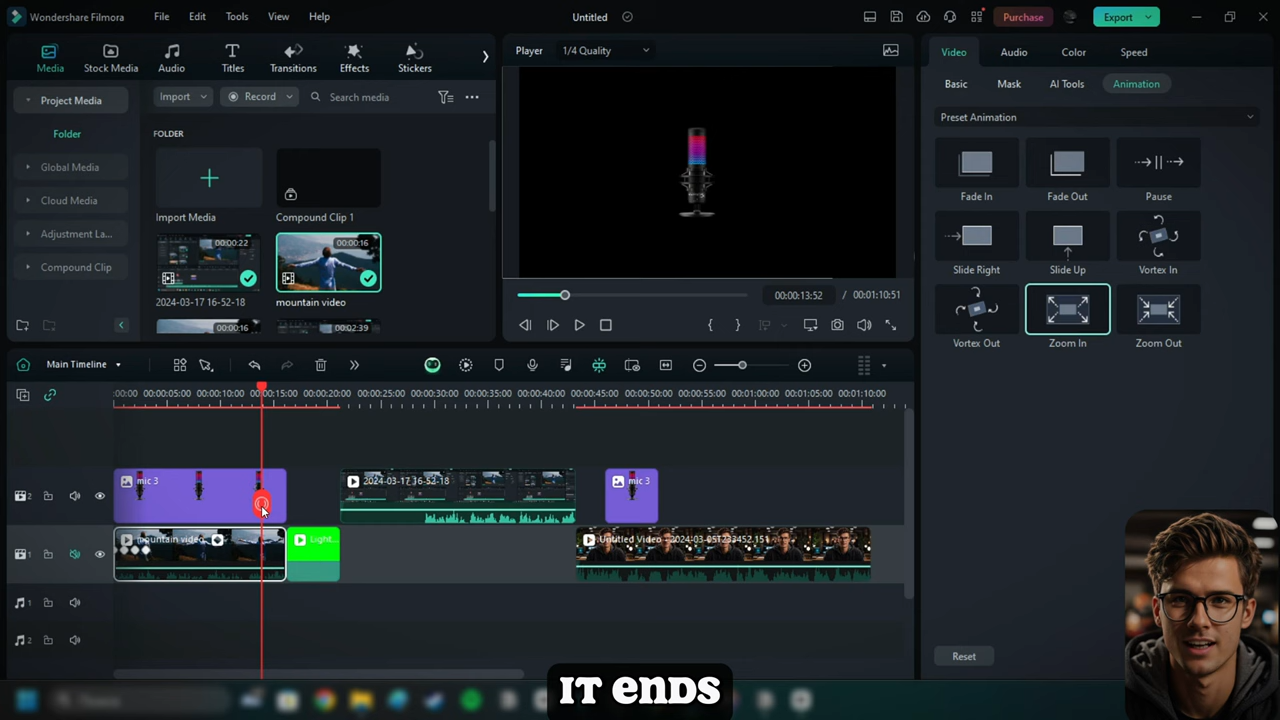 Wondershare Filmora
File
Edit
Tools
View
Help
Untitled
Purchase
Export
Media
Stock Media
Audio
Titles
Transitions
Effects
Stickers
Player
1/4 Quality
Video
Audio
Color
Speed
Project Media
Import
Record
Search media
Basic
Mask
AI Tools
Animation
Folder
FOLDER
Preset Animation
Global Media
Cloud Media
Adjustment La...
Compound Clip
Import Media
Compound Clip 1
Fade In
Fade Out
Pause
00:00:22
00:00:16
2024-03-17 16-52-18
mountain video
00:00:16
00:02:39
Slide Right
Slide Up
Vortex In
00:00:13:52
/ 00:01:10:51
Vortex Out
Zoom In
Zoom Out
Main Timeline
:00:00
00:00:05:00
00:00:10:00
00:00:15:00
00:00:20:00
00:00:25:00
00:00:30:00
00:00:35:00
00:00:40:00
00:00:45:00
00:00:50:00
00:00:55:00
00:01:00:00
00:01:05:00
00:01:10:00
2
mic 3
2024-03-17 16-52-18
mic 3
1
mountain video
Light...
Untitled Video - 2024-03-05T233452.151
1
2
Reset
IT ENDS